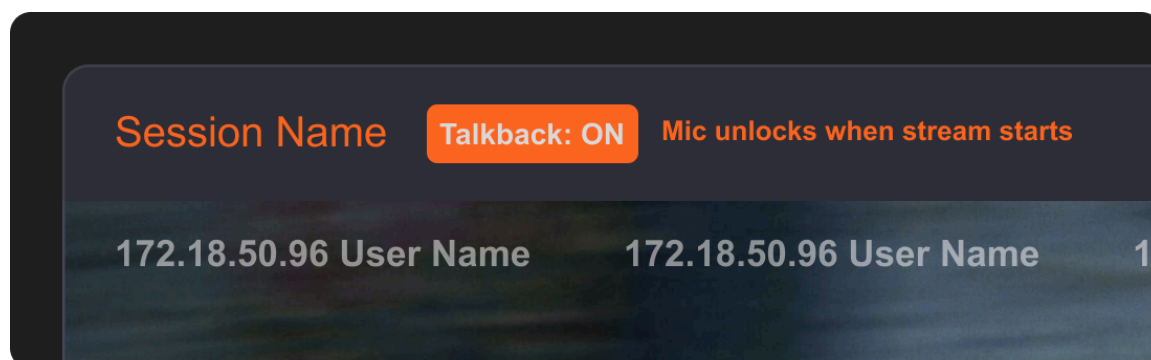 Session Name Talkback: ON Mic unlocks when stream starts
172.18.50.96 User Name 172.18.50.96 User Name 1